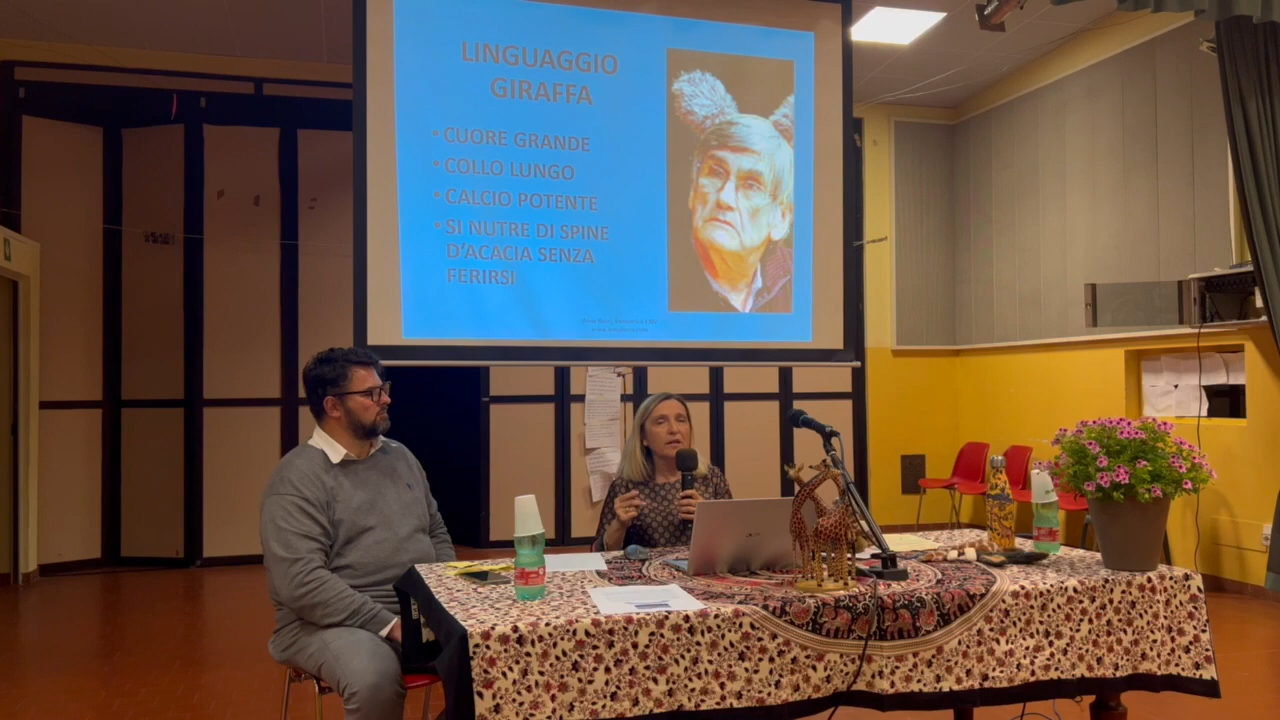 LINGUAGGIO
GIRAFFA
• CUORE GRANDE
• COLLO LUNGO
• CALCIO POTENTE
• SI NUTRE DI SPINE
D'ACACIA SENZA
FERIRSI